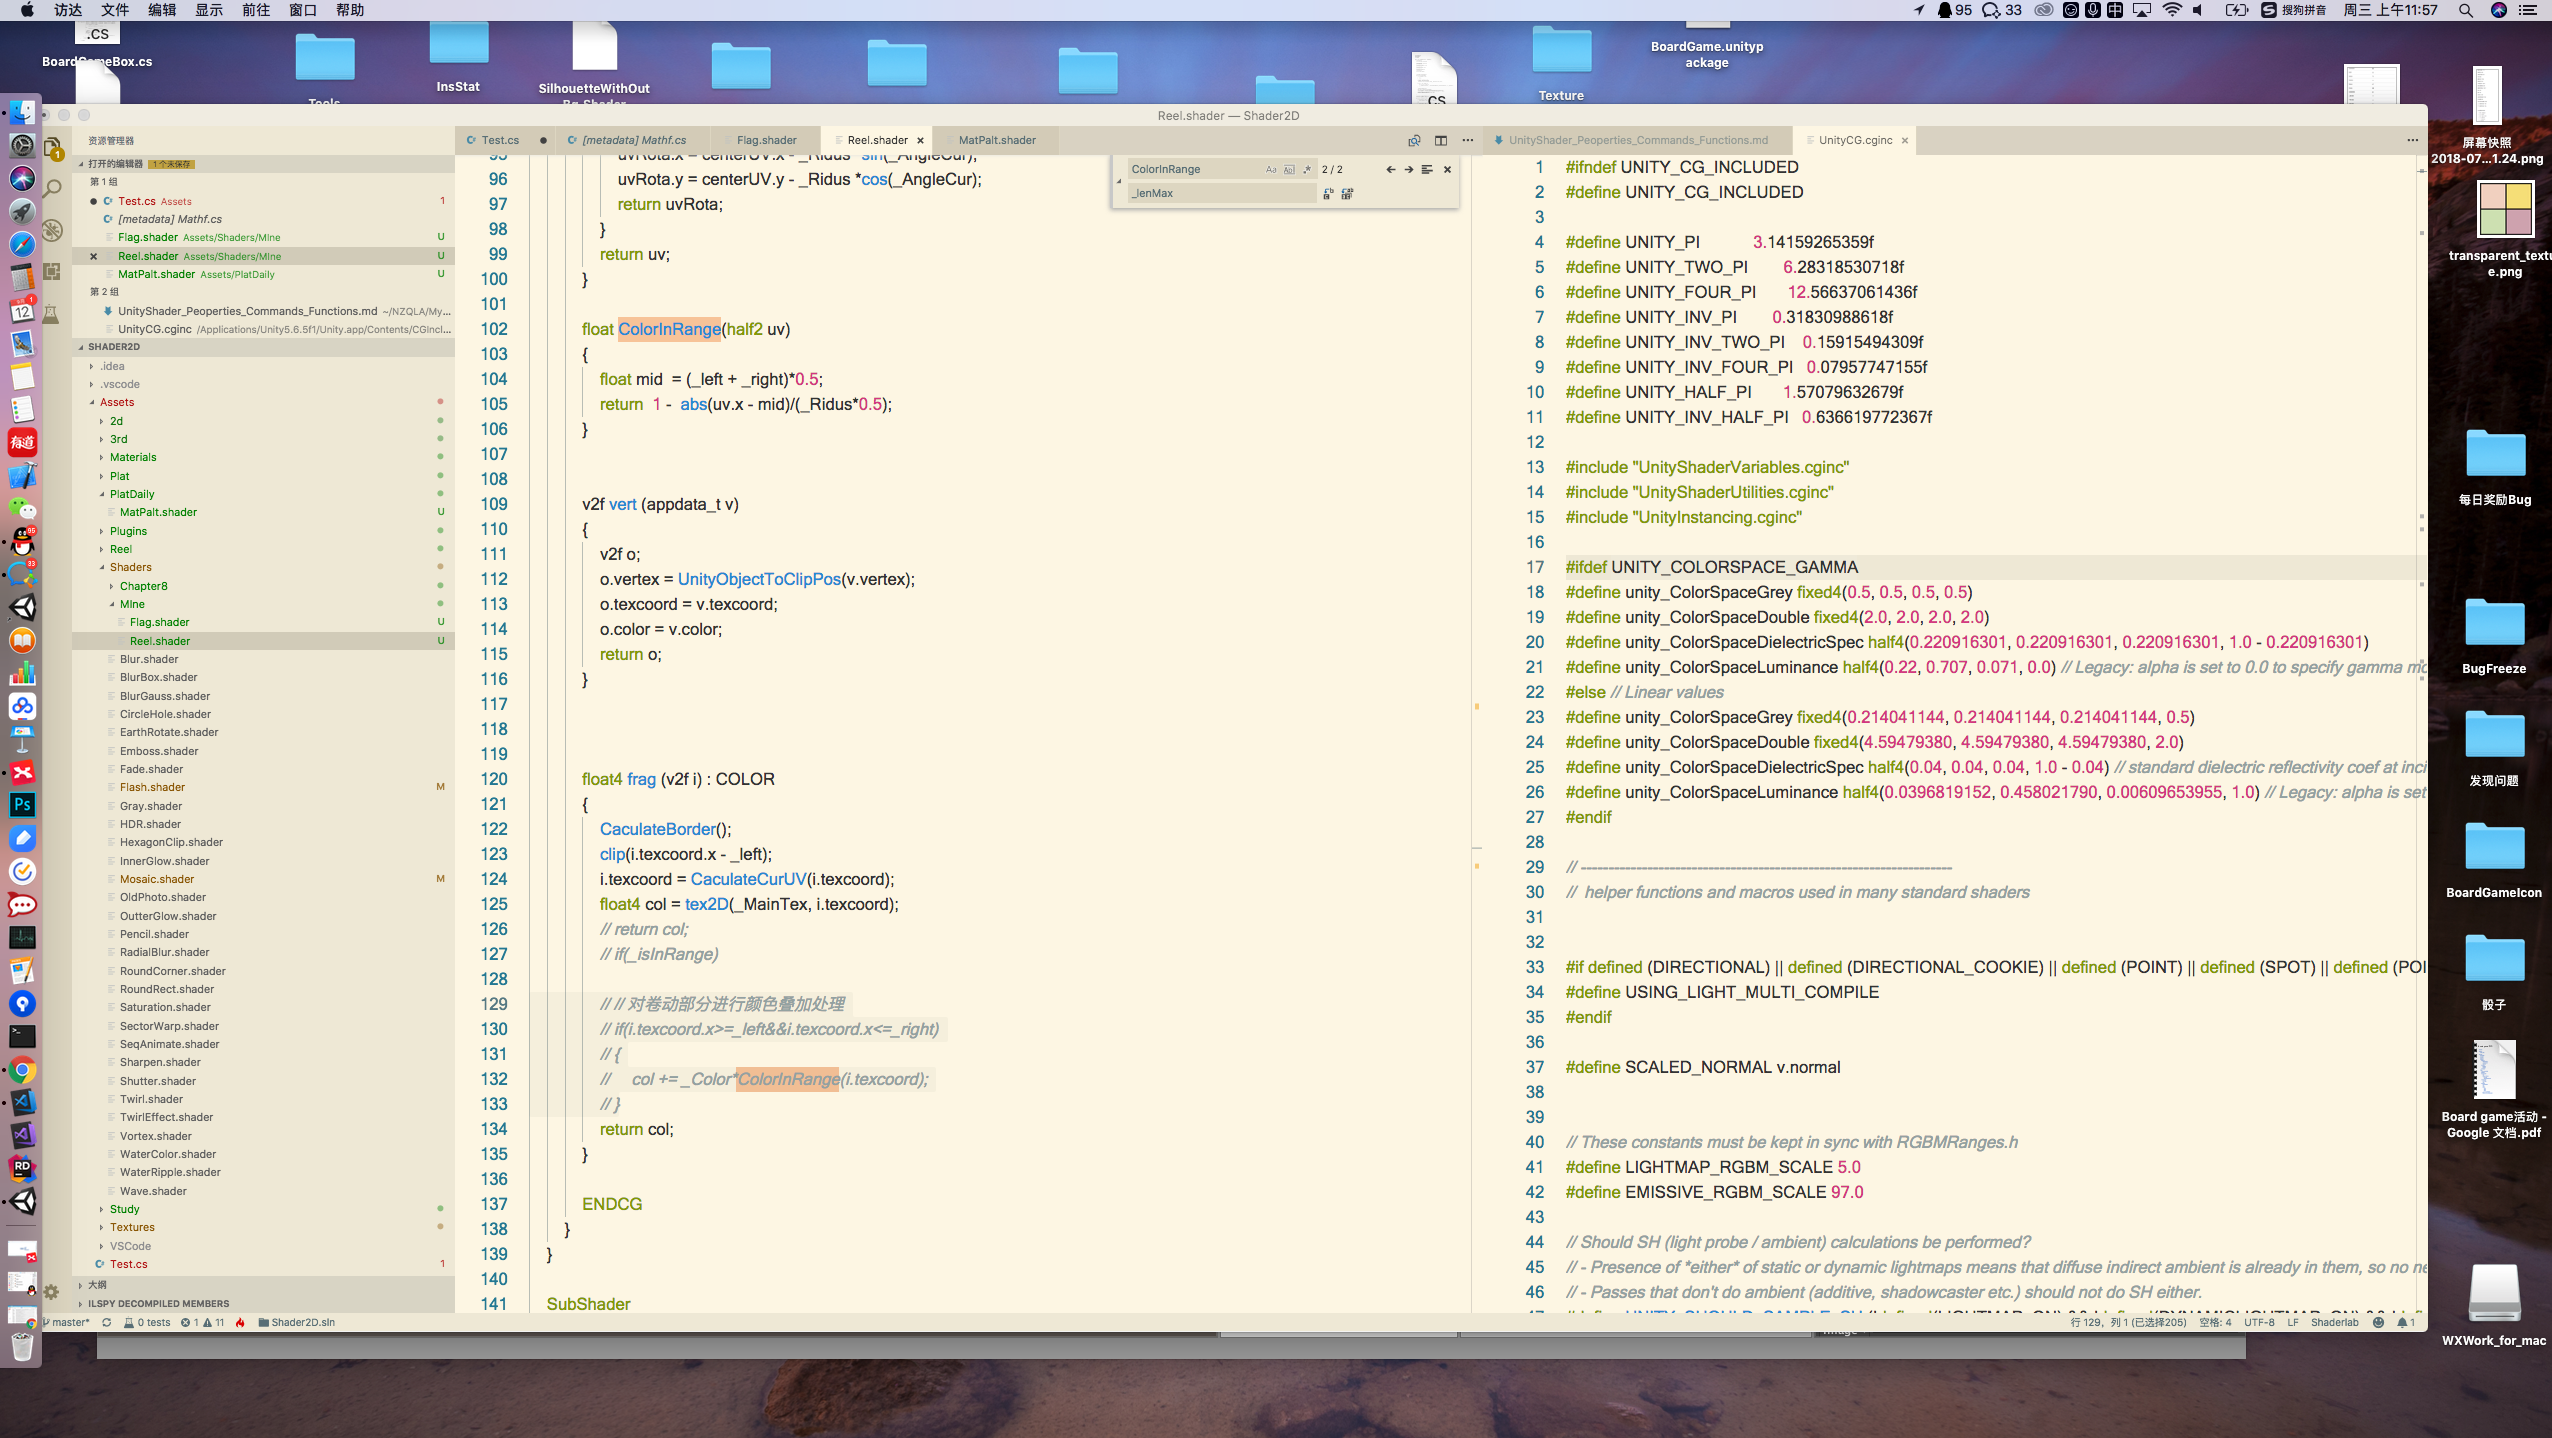 访达 文件 编辑 显示 前往 窗口 帮助
95 33 中 搜狗拼音 周三 上午11:57
.CS
BoardGameBox.cs
InsStat
SilhouetteWithOut
CS
Texture
BoardGame.unityp
ackage
屏幕快照
2018-07...1.24.png
transparent_textu
e.png
每日奖励Bug
BugFreeze
发现问题
BoardGameIcon
骰子
Board game活动 -
Google 文档.pdf
WXWork_for_mac
Reel.shader — Shader2D
资源管理器
打开的编辑器 1 个未保存
第 1 组
Test.cs Assets 1
[metadata] Mathf.cs
Flag.shader Assets/Shaders/MIne U
Reel.shader Assets/Shaders/MIne U
MatPalt.shader Assets/PlatDaily U
第 2 组
UnityShader_Peoperties_Commands_Functions.md ~/NZQLA/My...
UnityCG.cginc /Applications/Unity5.6.5f1/Unity.app/Contents/CGIncl...
SHADER2D
.idea
.vscode
Assets
2d
3rd
Materials
Plat
PlatDaily
MatPalt.shader U
Plugins
Reel
Shaders
Chapter8
MIne
Flag.shader U
Reel.shader U
Blur.shader
BlurBox.shader
BlurGauss.shader
CircleHole.shader
EarthRotate.shader
Emboss.shader
Fade.shader
Flash.shader M
Gray.shader
HDR.shader
HexagonClip.shader
InnerGlow.shader
Mosaic.shader M
OldPhoto.shader
OutterGlow.shader
Pencil.shader
RadialBlur.shader
RoundCorner.shader
RoundRect.shader
Saturation.shader
SectorWarp.shader
SeqAnimate.shader
Sharpen.shader
Shutter.shader
Twirl.shader
TwirlEffect.shader
Vortex.shader
WaterColor.shader
WaterRipple.shader
Wave.shader
Study
Textures
VSCode
Test.cs 1
大纲
ILSPY DECOMPILED MEMBERS
Test.cs [metadata] Mathf.cs Flag.shader Reel.shader MatPalt.shader
ColorInRange Aa 2 / 2
_lenMax
95 uvRota.x = centerUV.x - _Ridus *sin(_AngleCur);
96 uvRota.y = centerUV.y - _Ridus *cos(_AngleCur);
97 return uvRota;
98 }
99 return uv;
100 }
101
102 float ColorInRange(half2 uv)
103 {
104 float mid = (_left + _right)*0.5;
105 return 1 - abs(uv.x - mid)/(_Ridus*0.5);
106 }
107
108
109 v2f vert (appdata_t v)
110 {
111 v2f o;
112 o.vertex = UnityObjectToClipPos(v.vertex);
113 o.texcoord = v.texcoord;
114 o.color = v.color;
115 return o;
116 }
117
118
119
120 float4 frag (v2f i) : COLOR
121 {
122 CaculateBorder();
123 clip(i.texcoord.x - _left);
124 i.texcoord = CaculateCurUV(i.texcoord);
125 float4 col = tex2D(_MainTex, i.texcoord);
126 // return col;
127 // if(_isInRange)
128
129 // // 对卷动部分进行颜色叠加处理
130 // if(i.texcoord.x>=_left&&i.texcoord.x<=_right)
131 // {
132 // col += _Color*ColorInRange(i.texcoord);
133 // }
134 return col;
135 }
136
137 ENDCG
138 }
139 }
140
141 SubShader
UnityShader_Peoperties_Commands_Functions.md UnityCG.cginc
1 #ifndef UNITY_CG_INCLUDED
2 #define UNITY_CG_INCLUDED
3
4 #define UNITY_PI 3.14159265359f
5 #define UNITY_TWO_PI 6.28318530718f
6 #define UNITY_FOUR_PI 12.56637061436f
7 #define UNITY_INV_PI 0.31830988618f
8 #define UNITY_INV_TWO_PI 0.15915494309f
9 #define UNITY_INV_FOUR_PI 0.07957747155f
10 #define UNITY_HALF_PI 1.57079632679f
11 #define UNITY_INV_HALF_PI 0.636619772367f
12
13 #include "UnityShaderVariables.cginc"
14 #include "UnityShaderUtilities.cginc"
15 #include "UnityInstancing.cginc"
16
17 #ifdef UNITY_COLORSPACE_GAMMA
18 #define unity_ColorSpaceGrey fixed4(0.5, 0.5, 0.5, 0.5)
19 #define unity_ColorSpaceDouble fixed4(2.0, 2.0, 2.0, 2.0)
20 #define unity_ColorSpaceDielectricSpec half4(0.220916301, 0.220916301, 0.220916301, 1.0 - 0.220916301)
21 #define unity_ColorSpaceLuminance half4(0.22, 0.707, 0.071, 0.0) // Legacy: alpha is set to 0.0 to specify gamma mo
22 #else // Linear values
23 #define unity_ColorSpaceGrey fixed4(0.214041144, 0.214041144, 0.214041144, 0.5)
24 #define unity_ColorSpaceDouble fixed4(4.59479380, 4.59479380, 4.59479380, 2.0)
25 #define unity_ColorSpaceDielectricSpec half4(0.04, 0.04, 0.04, 1.0 - 0.04) // standard dielectric reflectivity coef at inci
26 #define unity_ColorSpaceLuminance half4(0.0396819152, 0.458021790, 0.00609653955, 1.0) // Legacy: alpha is set
27 #endif
28
29 // ----------------------------------------------------------------
30 // helper functions and macros used in many standard shaders
31
32
33 #if defined (DIRECTIONAL) || defined (DIRECTIONAL_COOKIE) || defined (POINT) || defined (SPOT) || defined (POI
34 #define USING_LIGHT_MULTI_COMPILE
35 #endif
36
37 #define SCALED_NORMAL v.normal
38
39
40 // These constants must be kept in sync with RGBMRanges.h
41 #define LIGHTMAP_RGBM_SCALE 5.0
42 #define EMISSIVE_RGBM_SCALE 97.0
43
44 // Should SH (light probe / ambient) calculations be performed?
45 // - Presence of *either* of static or dynamic lightmaps means that diffuse indirect ambient is already in them, so no ne
46 // - Passes that don't do ambient (additive, shadowcaster etc.) should not do SH either.
master* 0 tests 1 11 Shader2D.sln
行 129，列 1 (已选择205) 空格: 4 UTF-8 LF Shaderlab 1